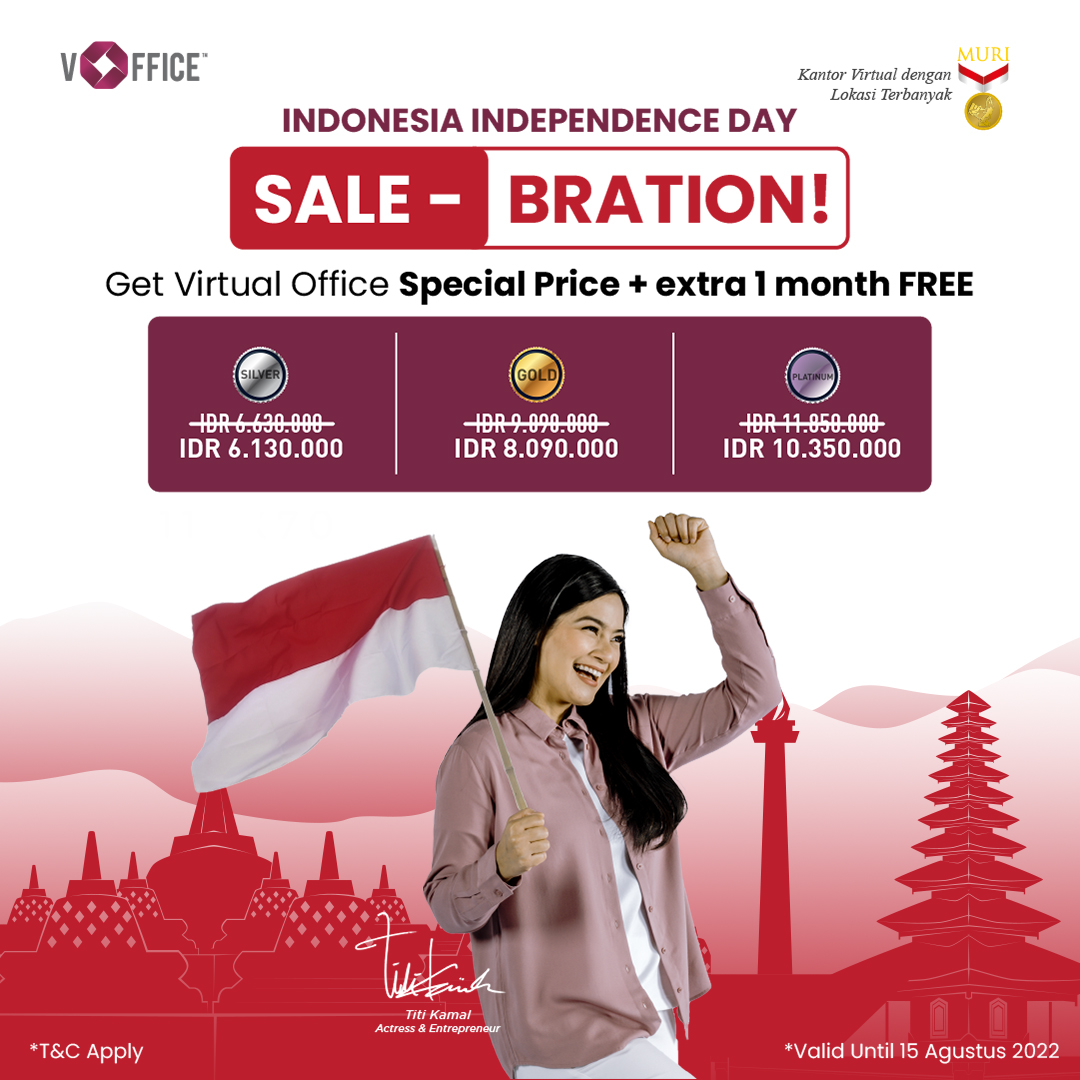 VOFFICE™
MURI
Kantor Virtual dengan
Lokasi Terbanyak
INDONESIA INDEPENDENCE DAY
SALE - BRATION!
Get Virtual Office Special Price + extra 1 month FREE
SILVER
IDR 6.630.000
IDR 6.130.000
GOLD
IDR 9.090.000
IDR 8.090.000
PLATINUM
IDR 11.050.000
IDR 10.350.000
Titi Kamal
Actress & Entrepreneur
*T&C Apply
*Valid Until 15 Agustus 2022